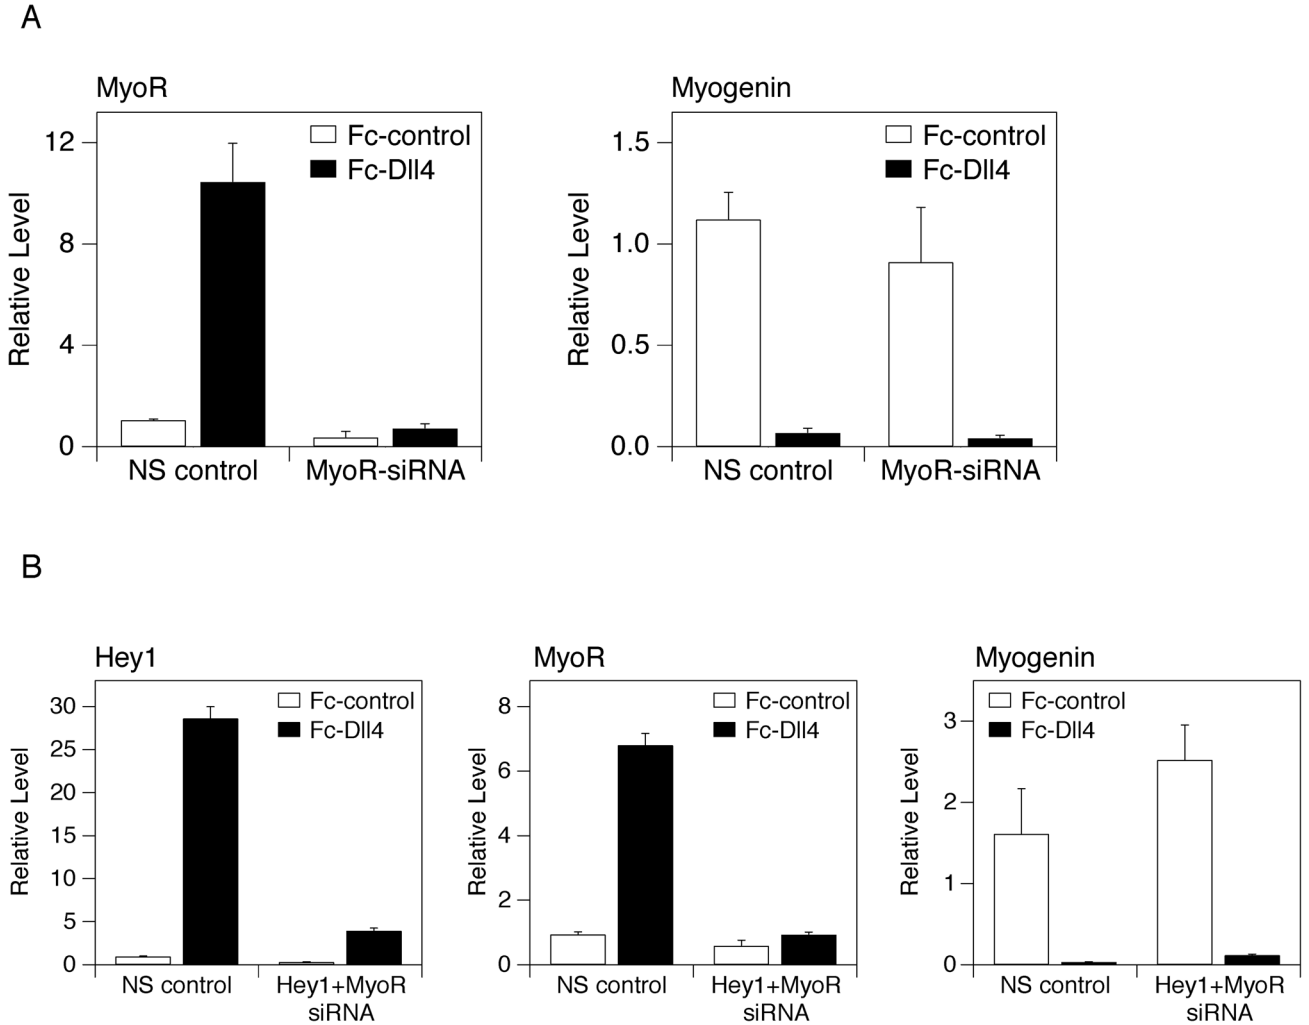 A
MyoR
Fc-control
Fc-Dll4
12
8
4
0
Relative Level
NS control
MyoR-siRNA
Myogenin
Fc-control
Fc-Dll4
1.5
1.0
0.5
0.0
Relative Level
NS control
MyoR-siRNA
B
Hey1
Fc-control
Fc-Dll4
30
25
20
15
10
5
0
Relative Level
NS control
Hey1+MyoR
siRNA
MyoR
Fc-control
Fc-Dll4
8
6
4
2
0
Relative Level
NS control
Hey1+MyoR
siRNA
Myogenin
Fc-control
Fc-Dll4
3
2
1
0
Relative Level
NS control
Hey1+MyoR
siRNA